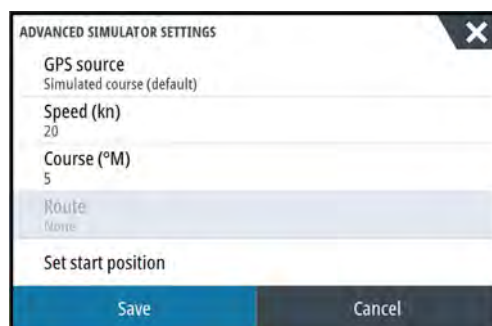 ADVANCED SIMULATOR SETTINGS
GPS source
Simulated course (default)
Speed (kn)
20
Course (°M)
5
Route
None
Set start position
Save Cancel